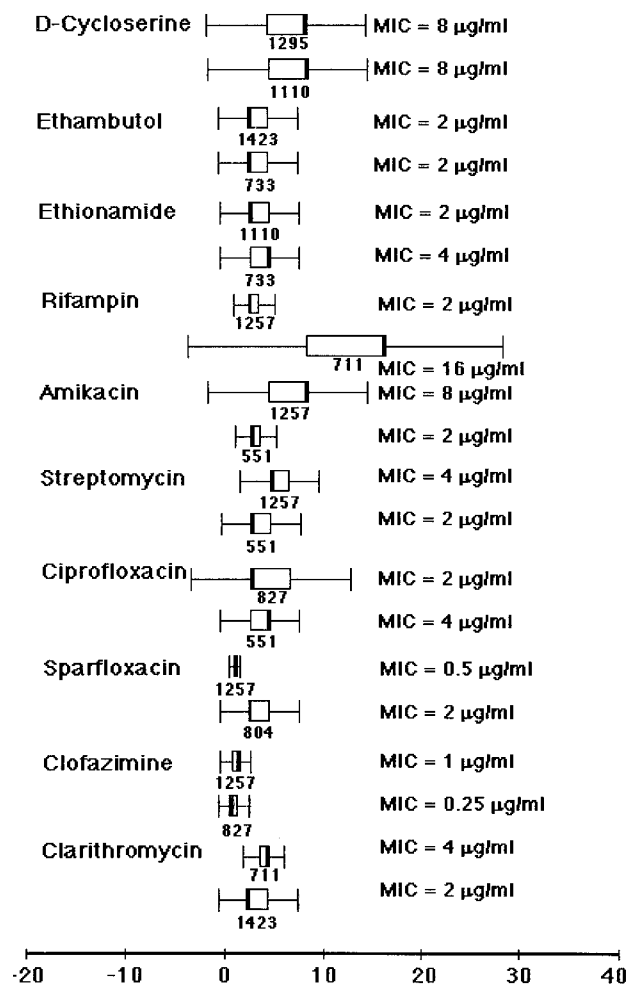 D-Cycloserine MIC = 8 µg/ml
1295
MIC = 8 µg/ml
1110
Ethambutol MIC = 2 µg/ml
1423
MIC = 2 µg/ml
733
Ethionamide MIC = 2 µg/ml
1110
MIC = 4 µg/ml
733
Rifampin MIC = 2 µg/ml
1257
711 MIC = 16 µg/ml
Amikacin MIC = 8 µg/ml
1257
MIC = 2 µg/ml
551
Streptomycin MIC = 4 µg/ml
1257
MIC = 2 µg/ml
551
Ciprofloxacin MIC = 2 µg/ml
827
MIC = 4 µg/ml
551
Sparfloxacin MIC = 0.5 µg/ml
1257
MIC = 2 µg/ml
804
Clofazimine MIC = 1 µg/ml
1257
MIC = 0.25 µg/ml
827
Clarithromycin MIC = 4 µg/ml
711
MIC = 2 µg/ml
1423
-20 -10 0 10 20 30 40